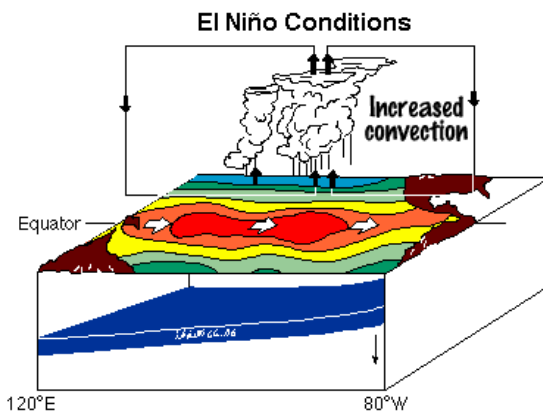 El Niño Conditions
Increased
convection
Equator
120°E
80°W